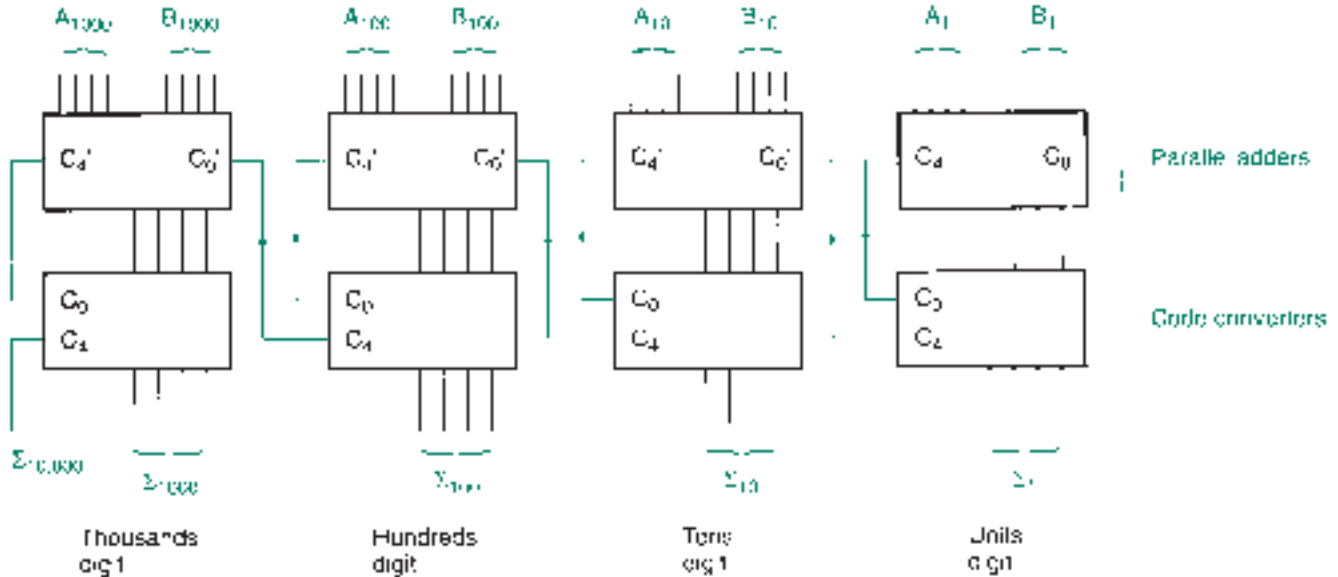 A1000 B1000 A100 B100 A10 B10 A1 B1
C4' C0' C4' C0' C4' C0' C4 C0
Parallel adders
C0 C0 C0 C0
Code converters
C4 C4 C4 C4
Σ10,000 Σ1000 Σ100 Σ10 Σ1
Thousands digit
Hundreds digit
Tens digit
Units digit